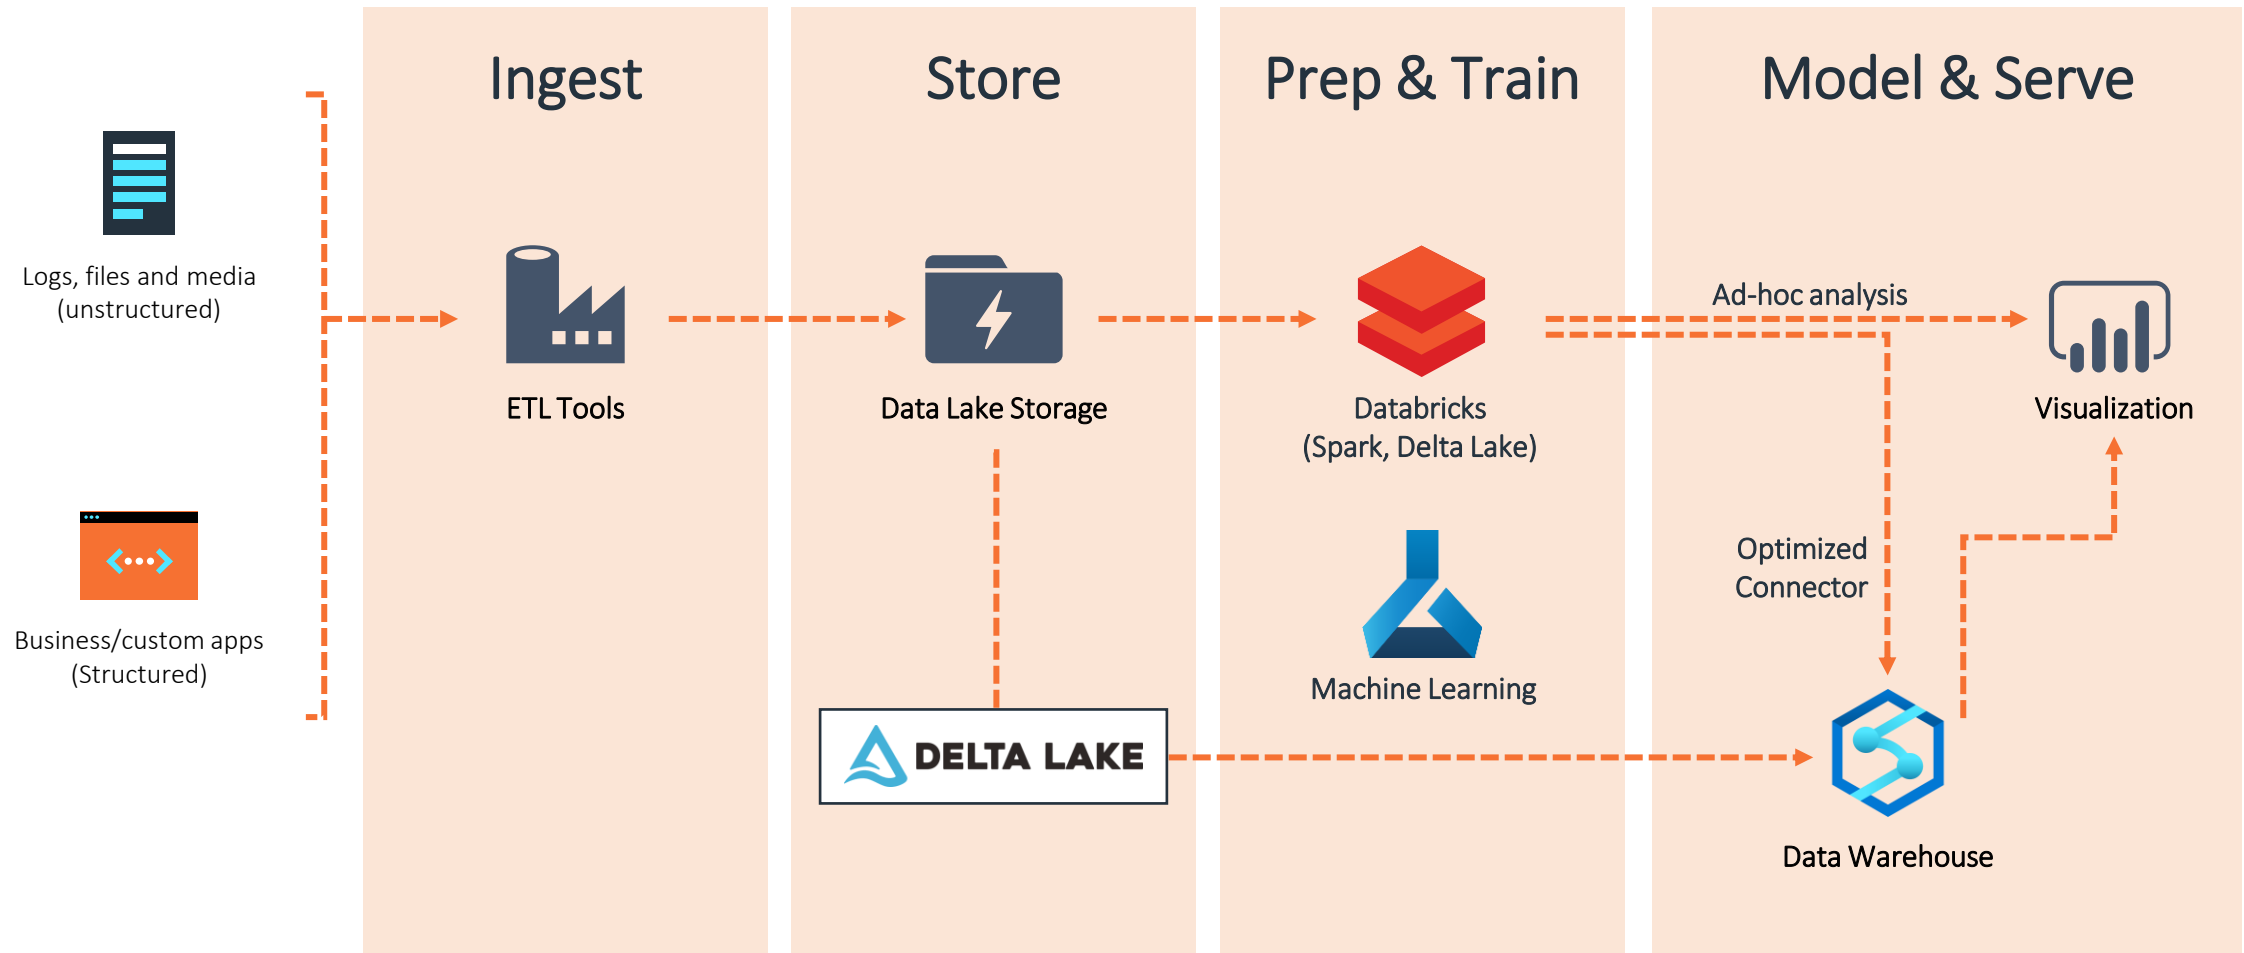 Ingest
Store
Prep & Train
Model & Serve
Logs, files and media
(unstructured)
Business/custom apps
(Structured)
ETL Tools
Data Lake Storage
DELTA LAKE
Databricks
(Spark, Delta Lake)
Machine Learning
Ad-hoc analysis
Visualization
Optimized
Connector
Data Warehouse